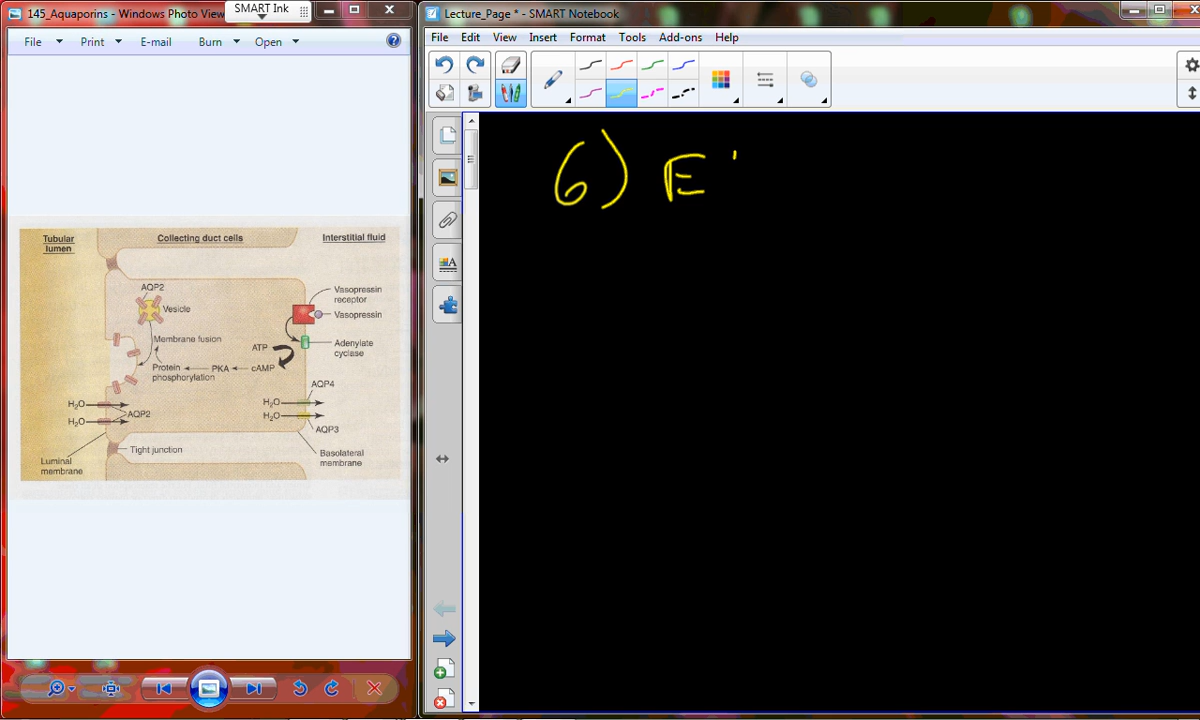 145_Aquaporins - Windows Photo View
SMART Ink
File Print E-mail Burn Open
Tubular lumen
Collecting duct cells
Interstitial fluid
AQP2
Vesicle
Vasopressin receptor
Vasopressin
Membrane fusion
ATP
Adenylate cyclase
Protein phosphorylation
PKA
cAMP
AQP4
H₂O
H₂O
AQP2
H₂O
H₂O
AQP3
Tight junction
Luminal membrane
Basolateral membrane
Lecture_Page * - SMART Notebook
File Edit View Insert Format Tools Add-ons Help
6) E